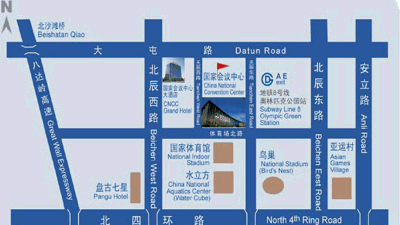 N
北沙滩桥
Beishatan Qiao
大 屯 路 Datun Road
八达岭高速
Great Wall Expressway
北辰西路
Beichen West Road
国家会议中心
大酒店
CNCC
Grand Hotel
国家会议中心
China National
Convention Center
A E
exit
地铁8号线
奥林匹克公园站
Subway Line 8
Olympic Green
Station
北辰东路
Beichen Eest Road
安立路
Anli Road
体育场北路
国家体育馆
National Indoor
Stadium
水立方
China National
Aquatics Center
(Water Cube)
盘古七星
Pangu Hotel
鸟巢
National Stadium
(Bird's Nest)
亚运村
Asian
Games
Village
北 四 环 路 North 4th Ring Road